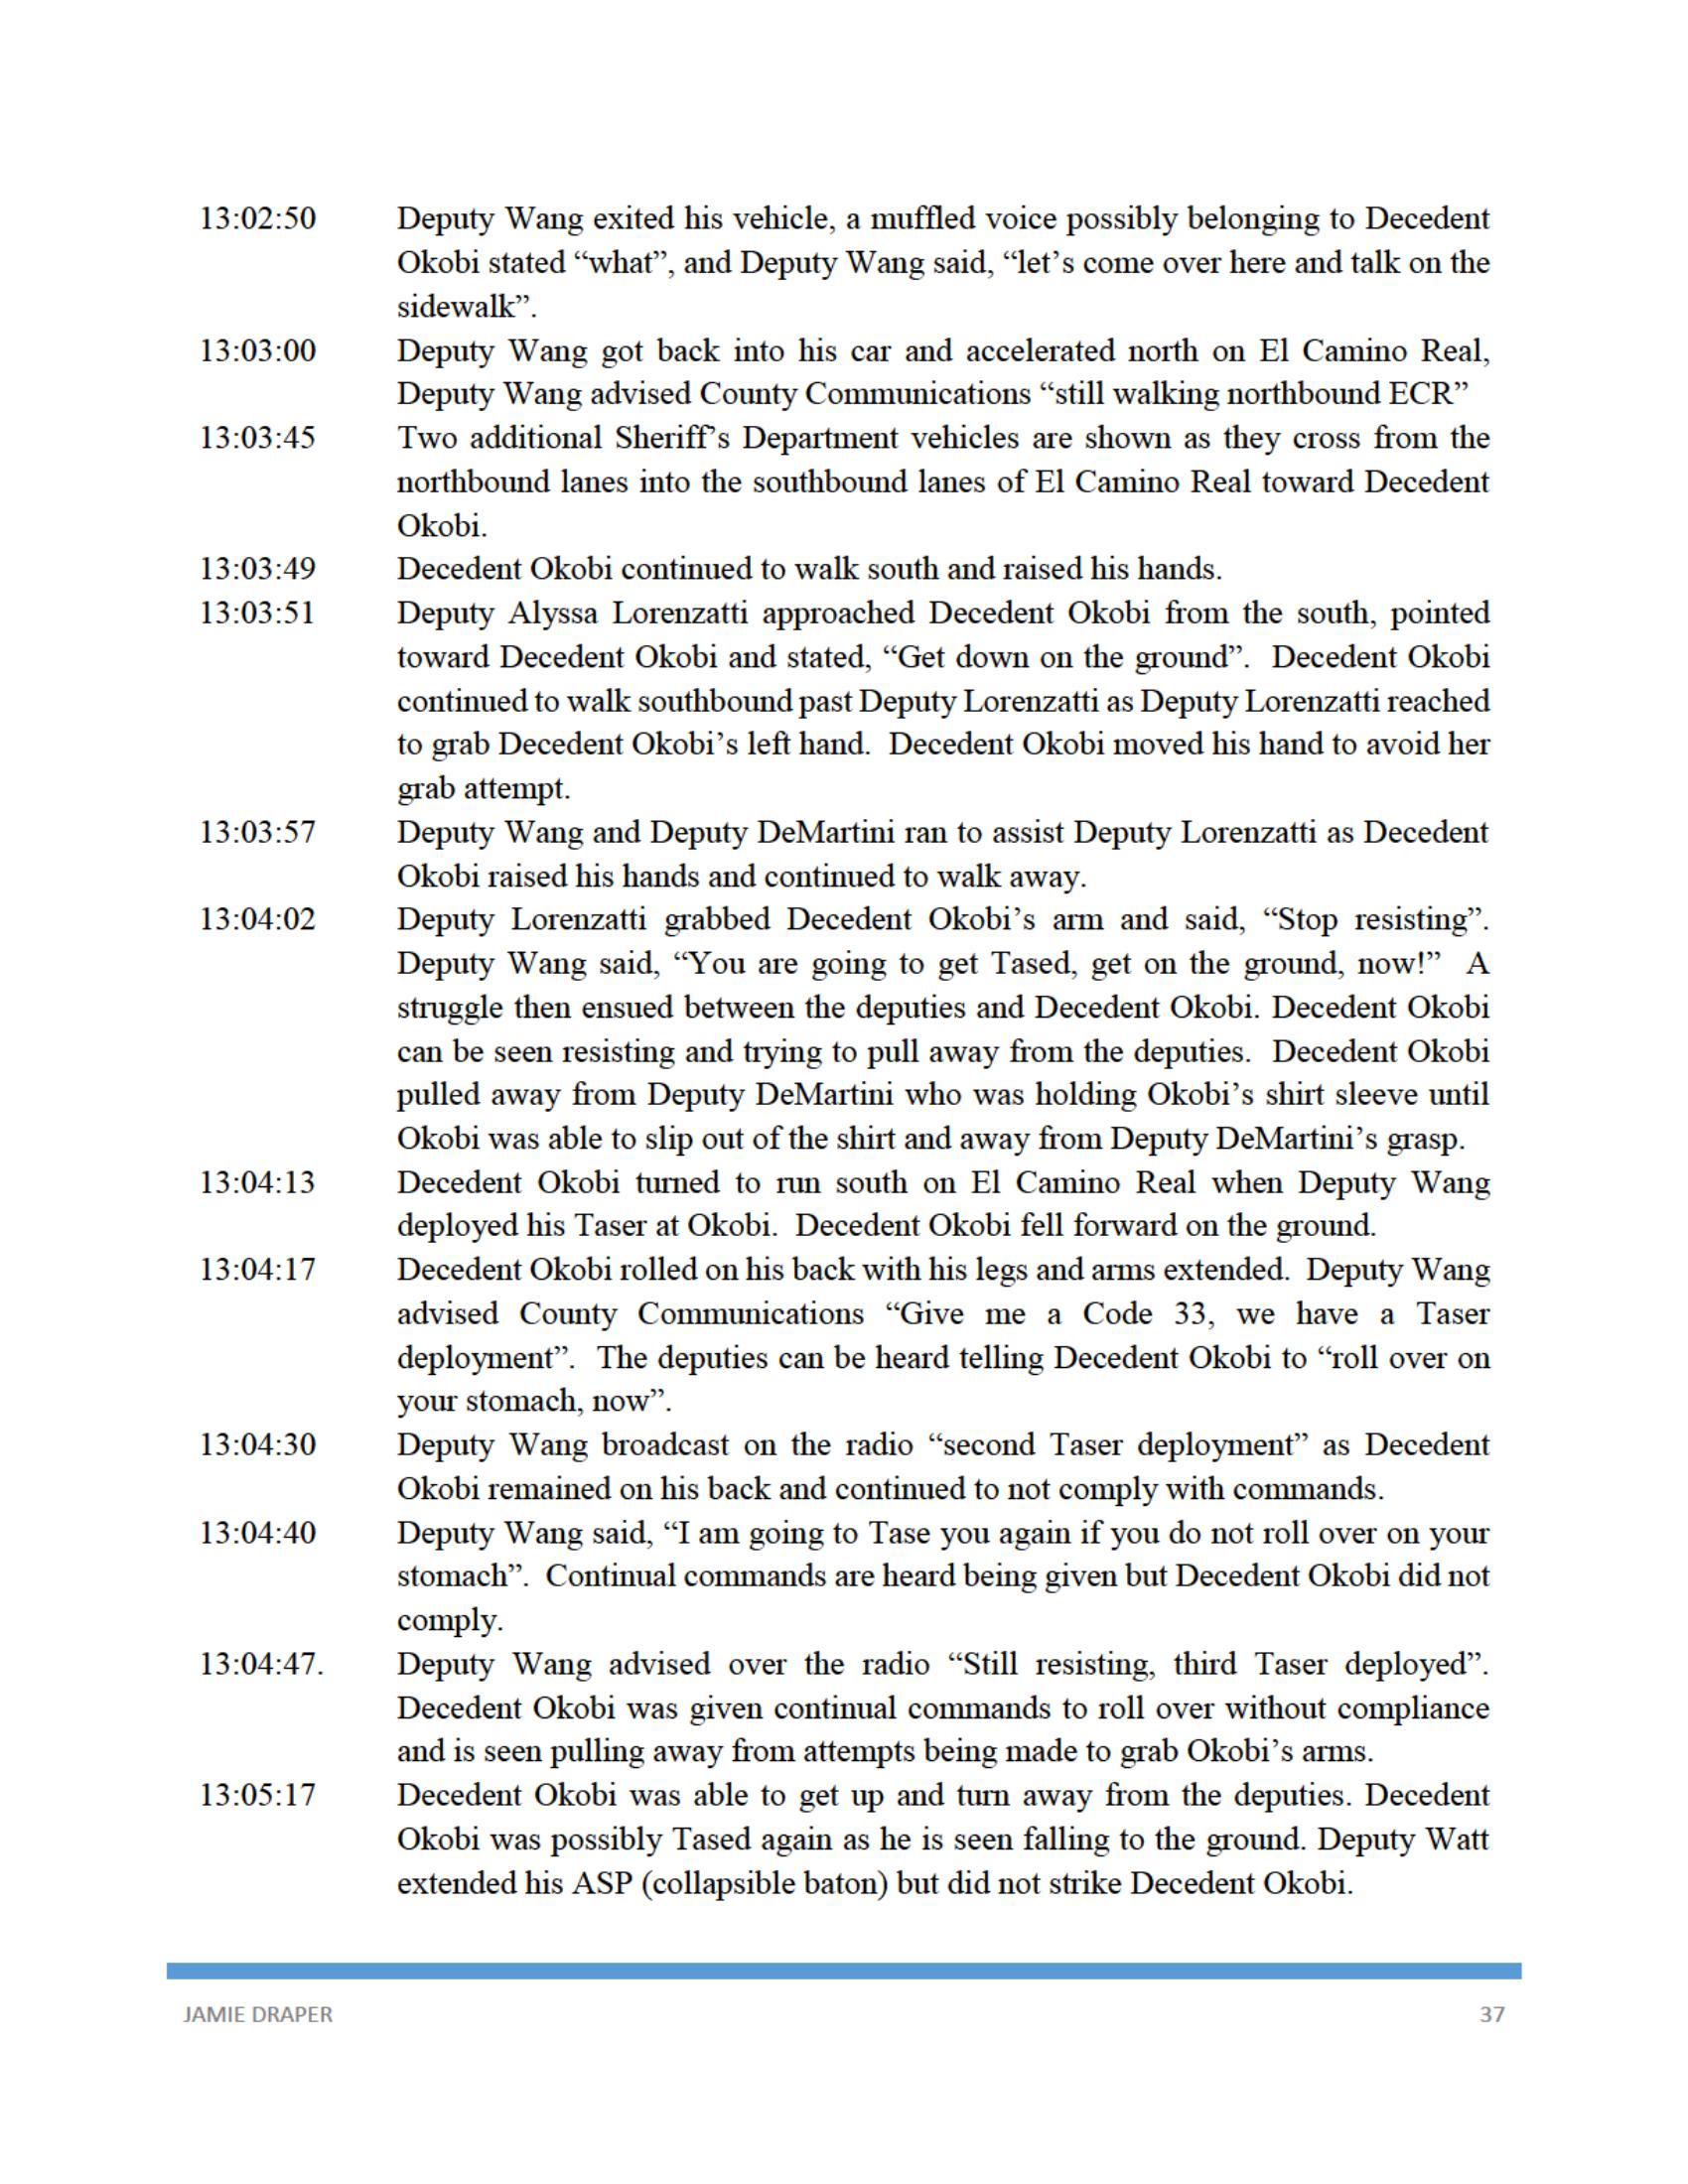 13:02:50 Deputy Wang exited his vehicle, a muffled voice possibly belonging to Decedent
Okobi stated “what”, and Deputy Wang said, “let’s come over here and talk on the
sidewalk”.
13:03:00 Deputy Wang got back into his car and accelerated north on El Camino Real,
Deputy Wang advised County Communications “still walking northbound ECR”
13:03:45 Two additional Sheriff’s Department vehicles are shown as they cross from the
northbound lanes into the southbound lanes of El Camino Real toward Decedent
Okobi.
13:03:49 Decedent Okobi continued to walk south and raised his hands.
13:03:51 Deputy Alyssa Lorenzatti approached Decedent Okobi from the south, pointed
toward Decedent Okobi and stated, “Get down on the ground”. Decedent Okobi
continued to walk southbound past Deputy Lorenzatti as Deputy Lorenzatti reached
to grab Decedent Okobi’s left hand. Decedent Okobi moved his hand to avoid her
grab attempt.
13:03:57 Deputy Wang and Deputy DeMartini ran to assist Deputy Lorenzatti as Decedent
Okobi raised his hands and continued to walk away.
13:04:02 Deputy Lorenzatti grabbed Decedent Okobi’s arm and said, “Stop resisting”.
Deputy Wang said, “You are going to get Tased, get on the ground, now!” A
struggle then ensued between the deputies and Decedent Okobi. Decedent Okobi
can be seen resisting and trying to pull away from the deputies. Decedent Okobi
pulled away from Deputy DeMartini who was holding Okobi’s shirt sleeve until
Okobi was able to slip out of the shirt and away from Deputy DeMartini’s grasp.
13:04:13 Decedent Okobi turned to run south on El Camino Real when Deputy Wang
deployed his Taser at Okobi. Decedent Okobi fell forward on the ground.
13:04:17 Decedent Okobi rolled on his back with his legs and arms extended. Deputy Wang
advised County Communications “Give me a Code 33, we have a Taser
deployment”. The deputies can be heard telling Decedent Okobi to “roll over on
your stomach, now”.
13:04:30 Deputy Wang broadcast on the radio “second Taser deployment” as Decedent
Okobi remained on his back and continued to not comply with commands.
13:04:40 Deputy Wang said, “I am going to Tase you again if you do not roll over on your
stomach”. Continual commands are heard being given but Decedent Okobi did not
comply.
13:04:47. Deputy Wang advised over the radio “Still resisting, third Taser deployed”.
Decedent Okobi was given continual commands to roll over without compliance
and is seen pulling away from attempts being made to grab Okobi’s arms.
13:05:17 Decedent Okobi was able to get up and turn away from the deputies. Decedent
Okobi was possibly Tased again as he is seen falling to the ground. Deputy Watt
extended his ASP (collapsible baton) but did not strike Decedent Okobi.
JAMIE DRAPER 37